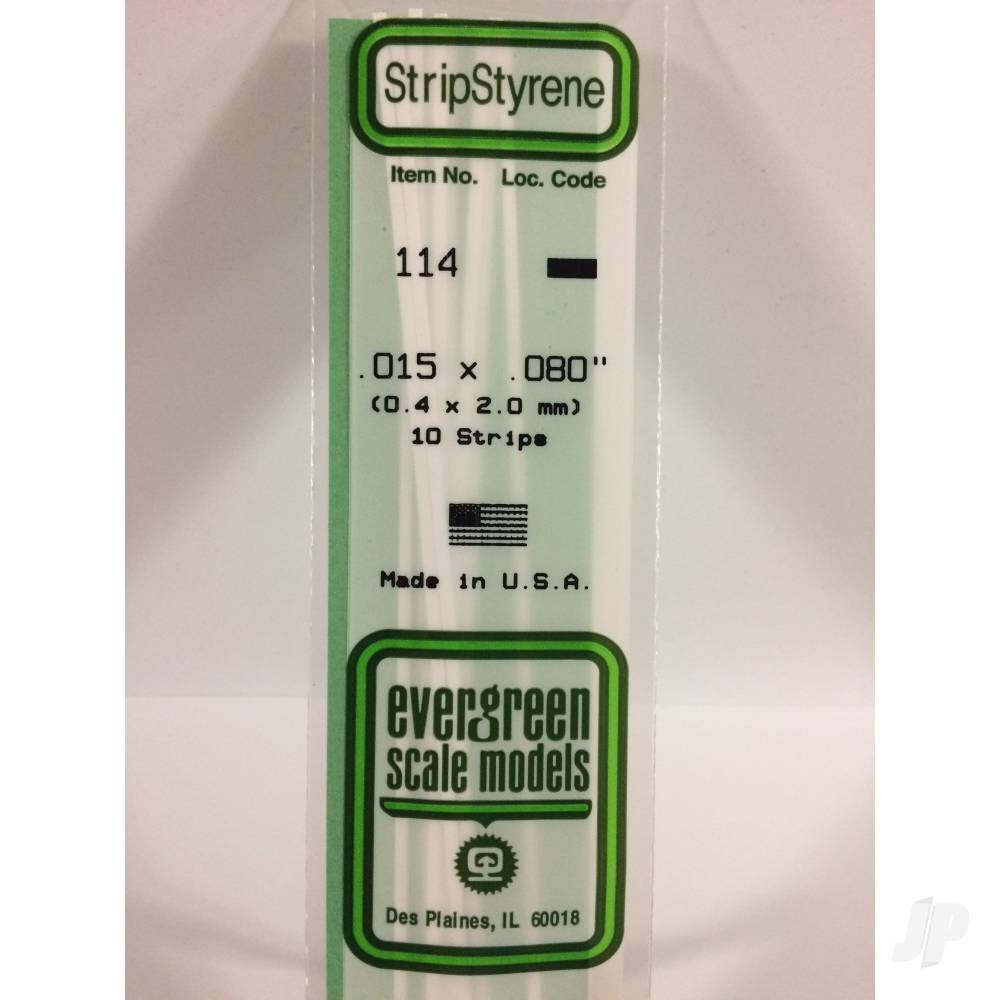 StripStyrene
Item No. Loc. Code
114
.015 x .080"
(0.4 x 2.0 mm)
10 Strips
Made in U.S.A.
evergreen
scale models
Des Plaines, IL 60018
JP